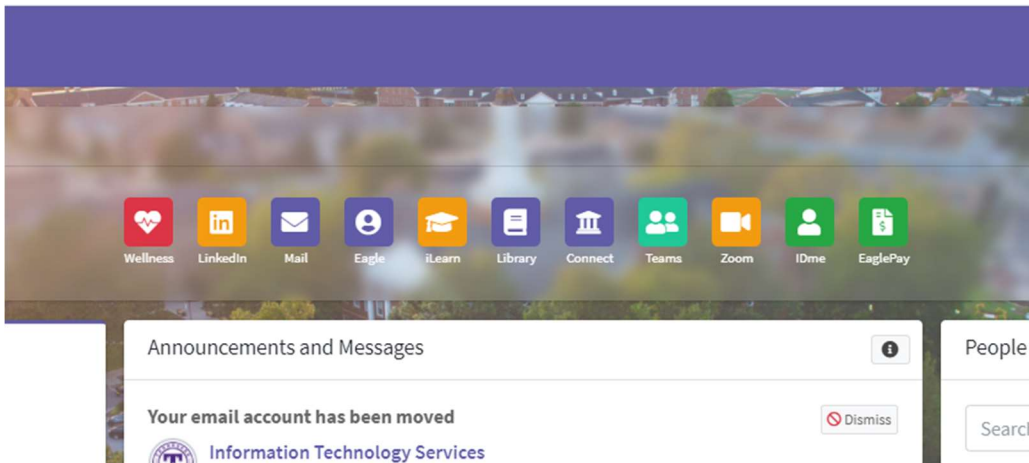 Wellness LinkedIn Mail Eagle iLearn Library Connect Teams Zoom IDme EaglePay
Announcements and Messages
People
Your email account has been moved
Dismiss
Search
Information Technology Services